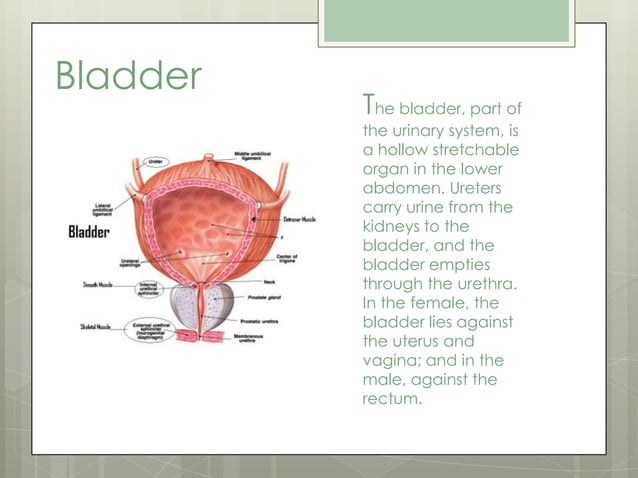 Bladder
The bladder, part of
the urinary system, is
a hollow stretchable
organ in the lower
abdomen. Ureters
carry urine from the
kidneys to the
bladder, and the
bladder empties
through the urethra.
In the female, the
bladder lies against
the uterus and
vagina; and in the
male, against the
rectum.
Middle umbilical
ligament
Ureter
Lateral
umbilical
ligament
Detrusor Muscle
Bladder
Ureteral
openings
Center of
trigone
Smooth Muscle
Internal
urethral
sphincter
Neck
Prostate gland
Prostatic urethra
Skeletal Muscle
External urethral
sphincter
(inurogenital
diaphragm)
Membranous
urethra